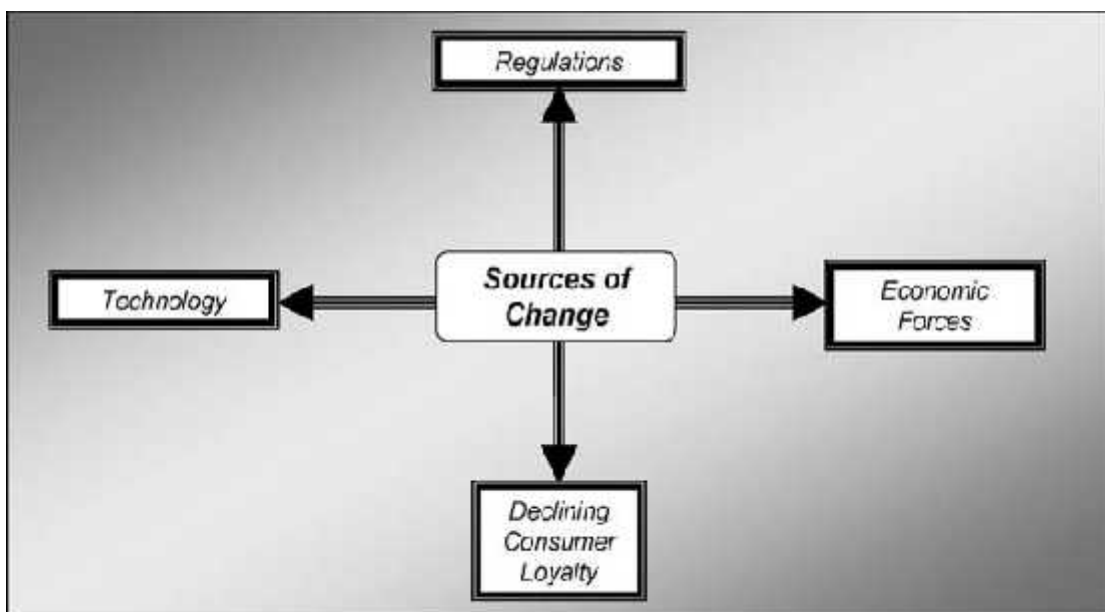 Regulations
Technology
Sources of
Change
Economic
Forces
Declining
Consumer
Loyalty